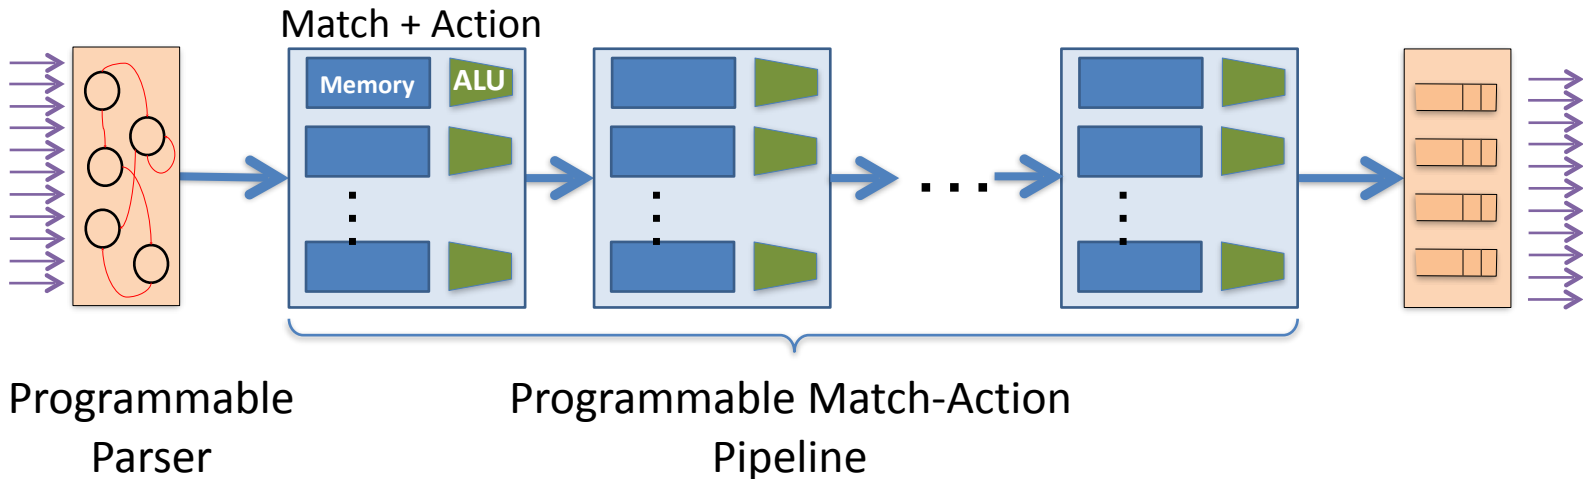 Match + Action
Memory
ALU
Programmable
Parser
Programmable Match-Action
Pipeline